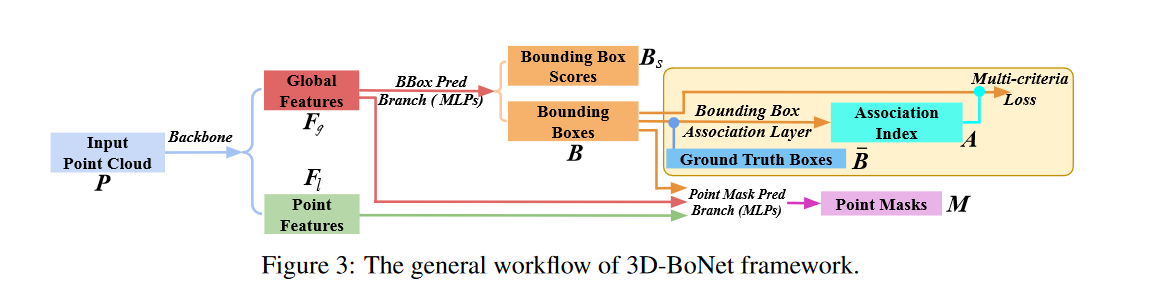 Input
Point Cloud
P
Backbone
Global
Features
F_g
F_l
Point
Features
BBox Pred
Branch ( MLPs)
Bounding Box
Scores
B_s
Bounding
Boxes
B
Multi-criteria
Loss
Bounding Box
Association Layer
Association
Index
A
Ground Truth Boxes
B̄
Point Mask Pred
Branch (MLPs)
Point Masks
M
Figure 3: The general workflow of 3D-BoNet framework.